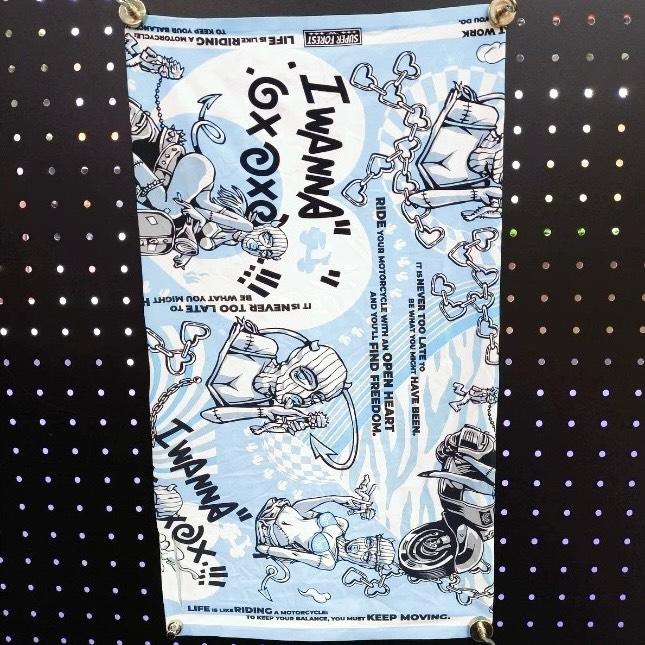 T WORK
YOU DO.
SUPER FOREST
LIFE IS LIKE RIDING A MOTORCYCLE:
TO KEEP YOUR BALANCE
"I WANNA
XOXO !!!"
RIDE YOUR MOTORCYCLE WITH AN OPEN HEART
AND YOU'LL FIND FREEDOM.
IT IS NEVER TOO LATE TO
BE WHAT YOU MIGHT HAVE BEEN.
IT IS NEVER TOO LATE TO
BE WHAT YOU MIGHT H
"I WANNA
LIFE IS LIKE RIDING A MOTORCYCLE:
TO KEEP YOUR BALANCE, YOU MUST KEEP MOVING.